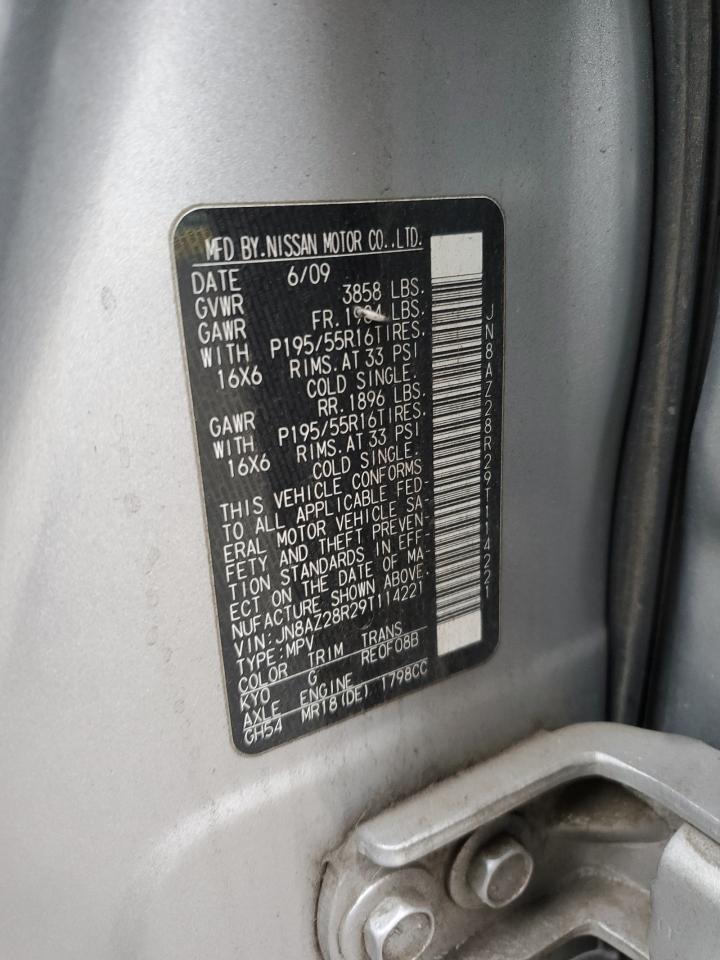 MFD BY.NISSAN MOTOR CO.,LTD.
DATE 6/09
GVWR 3858 LBS.
GAWR FR. LBS.
WITH P195/55R16TIRES.
16X6 RIMS.AT 33 PSI
COLD SINGLE.
GAWR RR. 1896 LBS.
WITH P195/55R16TIRES.
16X6 RIMS.AT 33 PSI
COLD SINGLE.
THIS VEHICLE CONFORMS
TO ALL APPLICABLE FED-
ERAL MOTOR VEHICLE SA-
FETY AND THEFT PREVEN-
TION STANDARDS IN EFF
ECT ON THE DATE OF MA-
NUFACTURE SHOWN ABOVE.
VIN:JN8AZ28R29T114221
TYPE:MPV
COLOR TRIM TRANS
KYO G RE0F08B
AXLE ENGINE
GH54 MR18(DE) 1798CC
JN8AZ28R29T114221